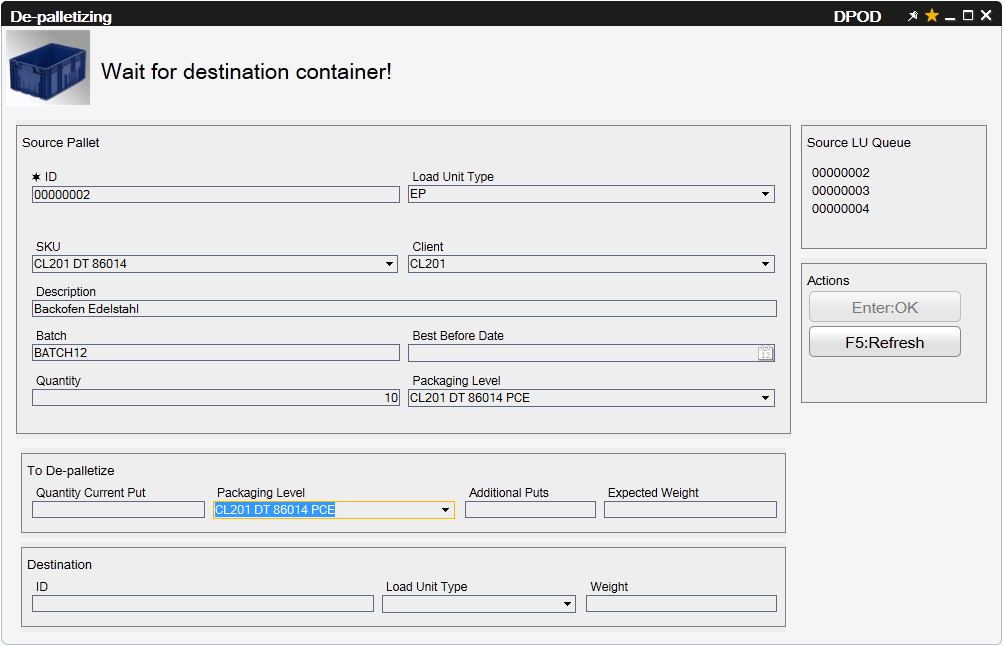 De-palletizing DPOD
Wait for destination container!
Source Pallet
✶ ID Load Unit Type
00000002 EP
SKU Client
CL201 DT 86014 CL201
Description
Backofen Edelstahl
Batch Best Before Date
BATCH12 12
Quantity Packaging Level
10 CL201 DT 86014 PCE
Source LU Queue
00000002
00000003
00000004
Actions
Enter:OK
F5:Refresh
To De-palletize
Quantity Current Put Packaging Level Additional Puts Expected Weight
CL201 DT 86014 PCE
Destination
ID Load Unit Type Weight